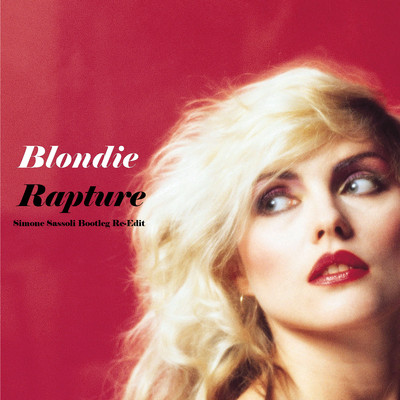 Blondie
Rapture
Simone Sassoli Bootleg Re-Edit